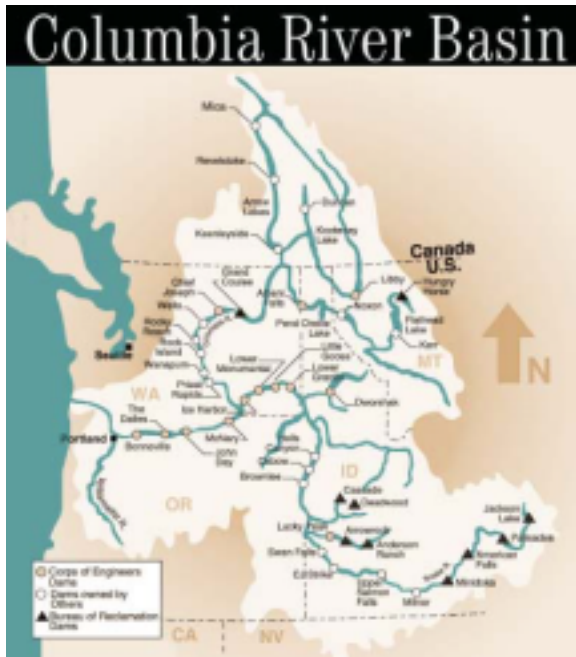 Columbia River Basin
Mica
Revelstoke
Arrow
Lakes
Duncan
Keenleyside
Kootenay
Lake
Canada
U.S.
Grand
Coulee
Chief
Joseph
Wells
Rocky
Reach
Rock
Island
Wanapum
Priest
Rapids
Seattle
Albeni
Falls
Libby
Hungry
Horse
Noxon
Pend Oreille
Lake
Flathead
Lake
Kerr
MT
N
WA
Lower
Monumental
Little
Goose
Lower
Granite
Ice Harbor
Dworshak
The
Dalles
McNary
Portland
Bonneville
John
Day
Hells
Canyon
Oxbow
Brownlee
OR
ID
Cascade
Deadwood
Jackson
Lake
Lucky Peak
Arrowrock
Anderson
Ranch
Palisades
American
Falls
Swan Falls
Snake R.
CJ Strike
Upper
Salmon
Falls
Milner
Minidoka
Corps of Engineers
Dams
Dams owned by
Others
Bureau of Reclamation
Dams
CA
NV